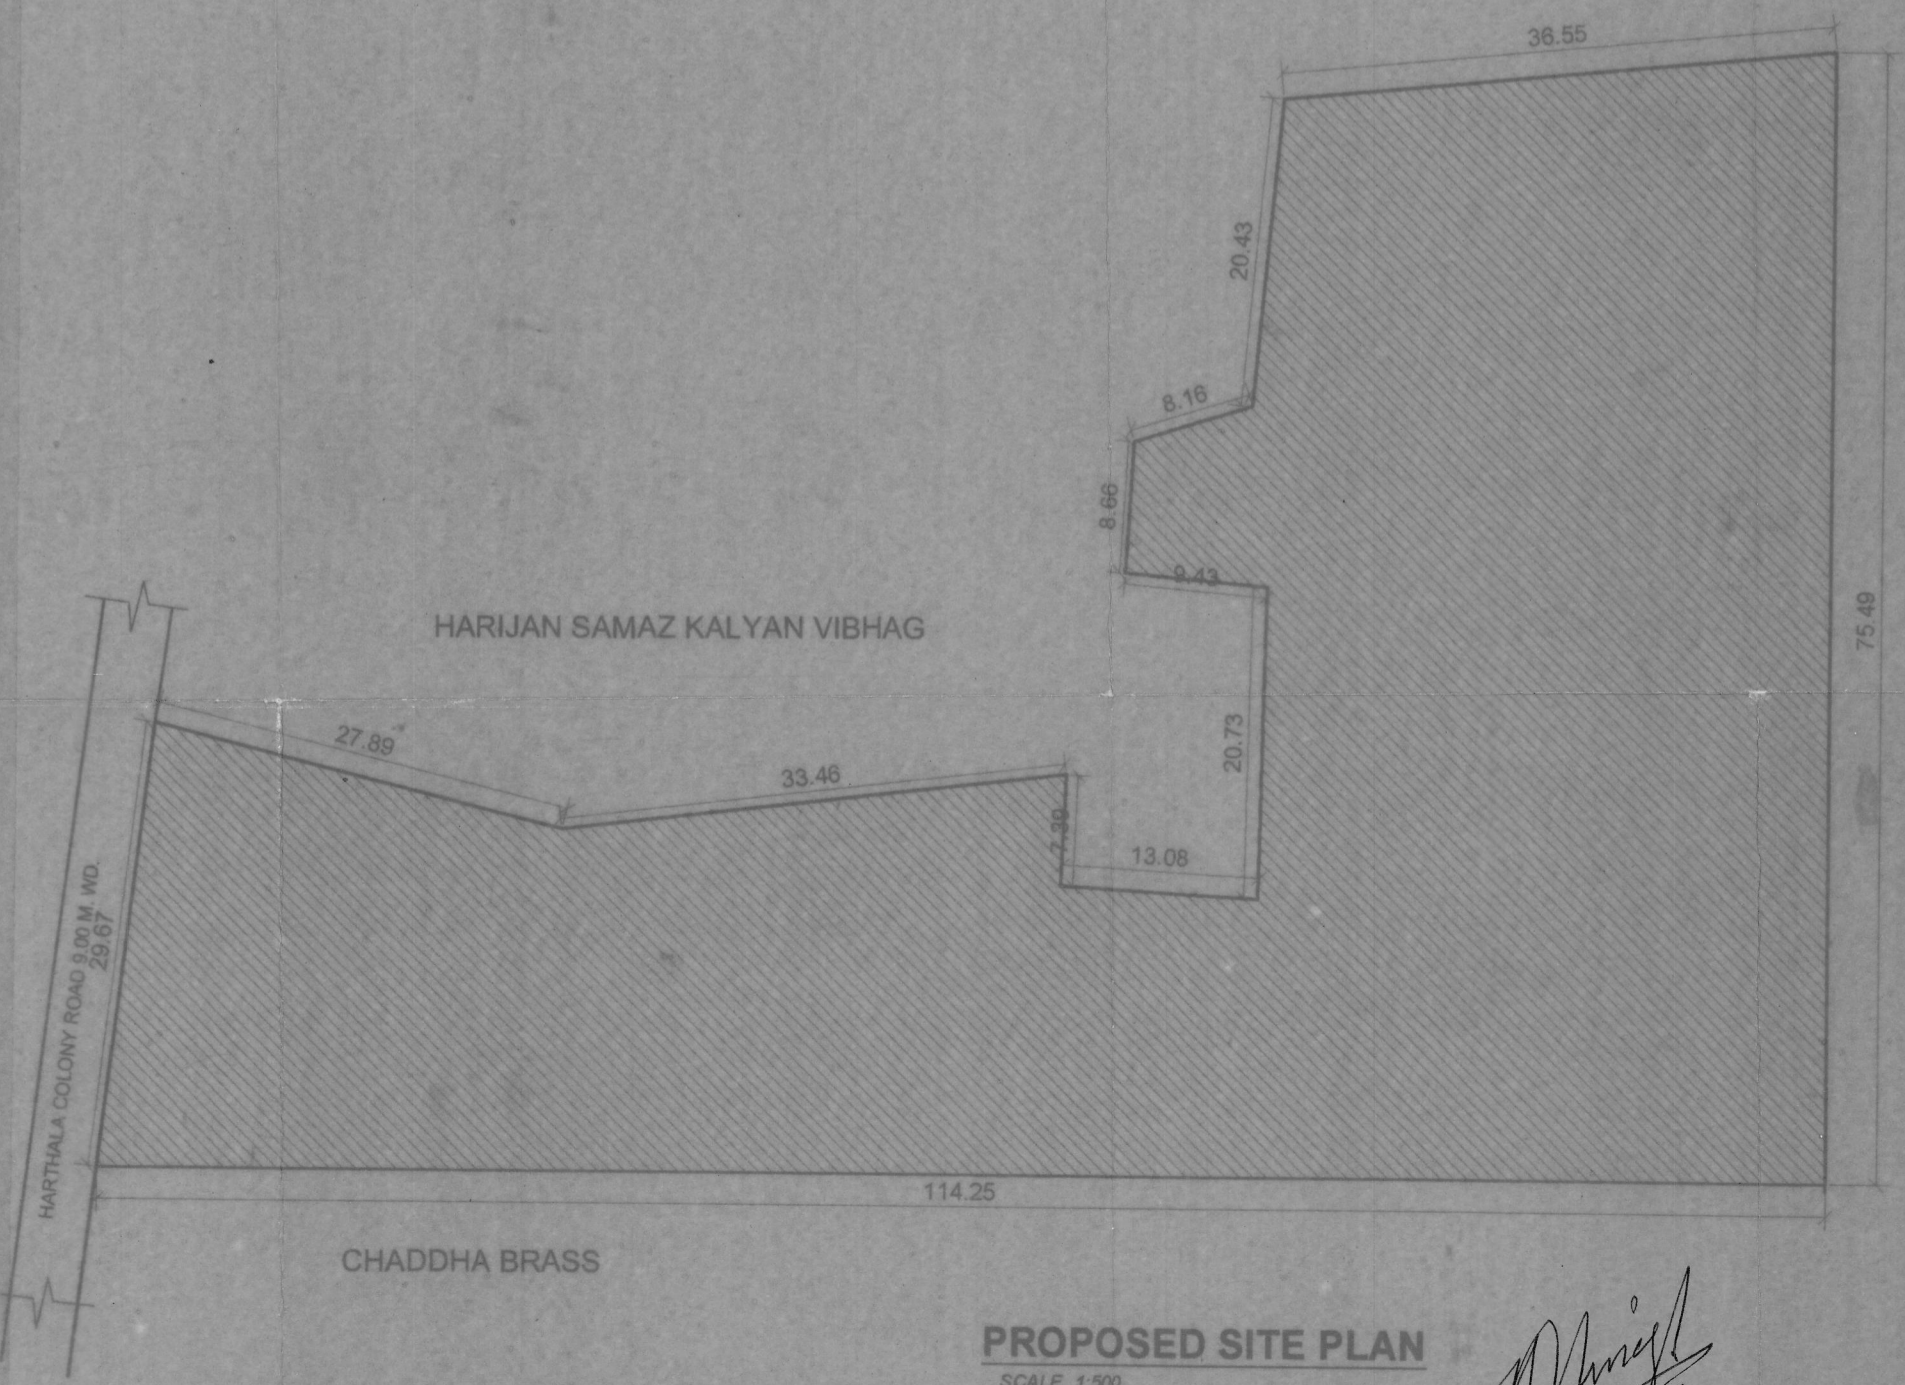 36.55
20.43
8.16
8.66
9.43
75.49
HARIJAN SAMAZ KALYAN VIBHAG
27.89
33.46
20.73
7.39
13.08
HARTHALA COLONY ROAD 9.00 M. WD.
29.67
114.25
CHADDHA BRASS
PROPOSED SITE PLAN
SCALE 1:500